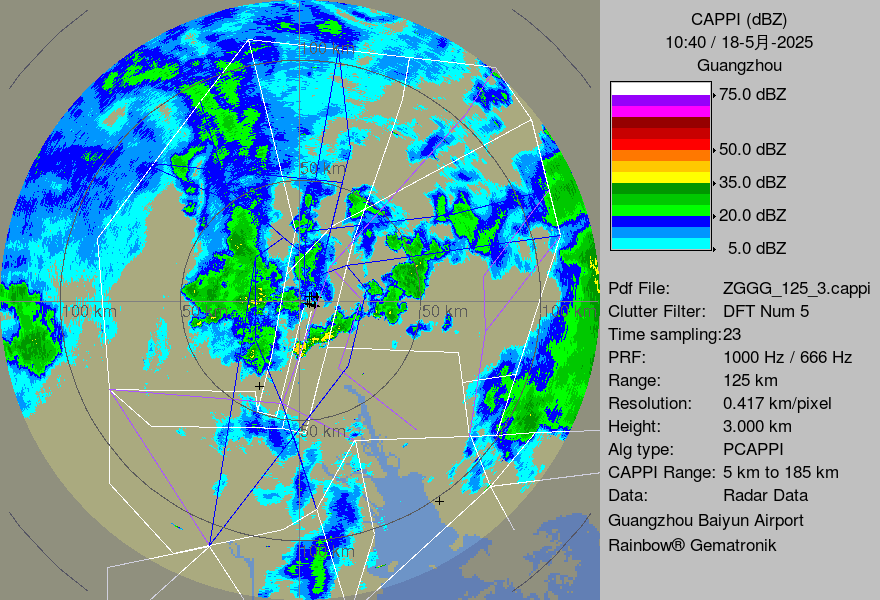 CAPPI (dBZ)
10:40 / 18-5月-2025
Guangzhou
75.0 dBZ
50.0 dBZ
35.0 dBZ
20.0 dBZ
5.0 dBZ
Pdf File: ZGGG_125_3.cappi
Clutter Filter: DFT Num 5
Time sampling:23
PRF: 1000 Hz / 666 Hz
Range: 125 km
Resolution: 0.417 km/pixel
Height: 3.000 km
Alg type: PCAPPI
CAPPI Range: 5 km to 185 km
Data: Radar Data
Guangzhou Baiyun Airport
Rainbow® Gematronik
100 km
50 km
100 km
50 km
50 km
100 km